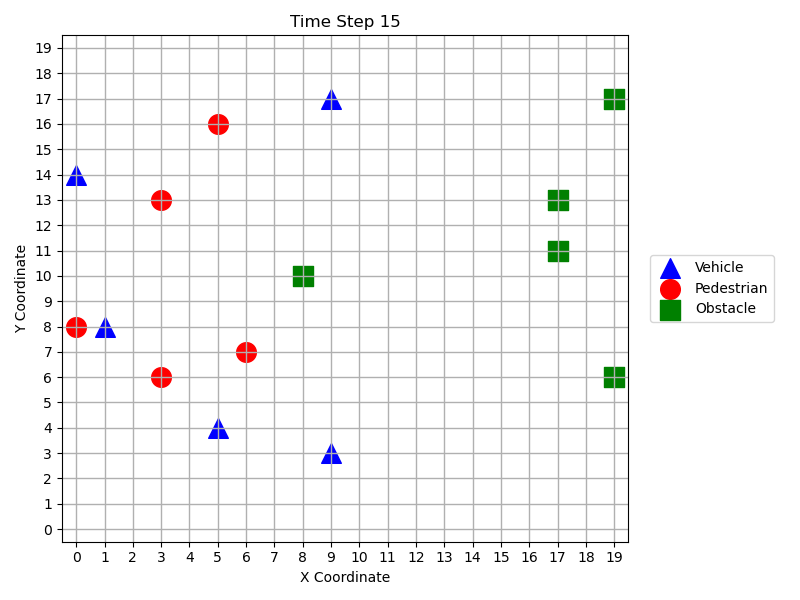 Time Step 15
19
18
17
16
15
14
13
12
11
10
9
8
7
6
5
4
3
2
1
0
Y Coordinate
0 1 2 3 4 5 6 7 8 9 10 11 12 13 14 15 16 17 18 19
X Coordinate
Vehicle
Pedestrian
Obstacle